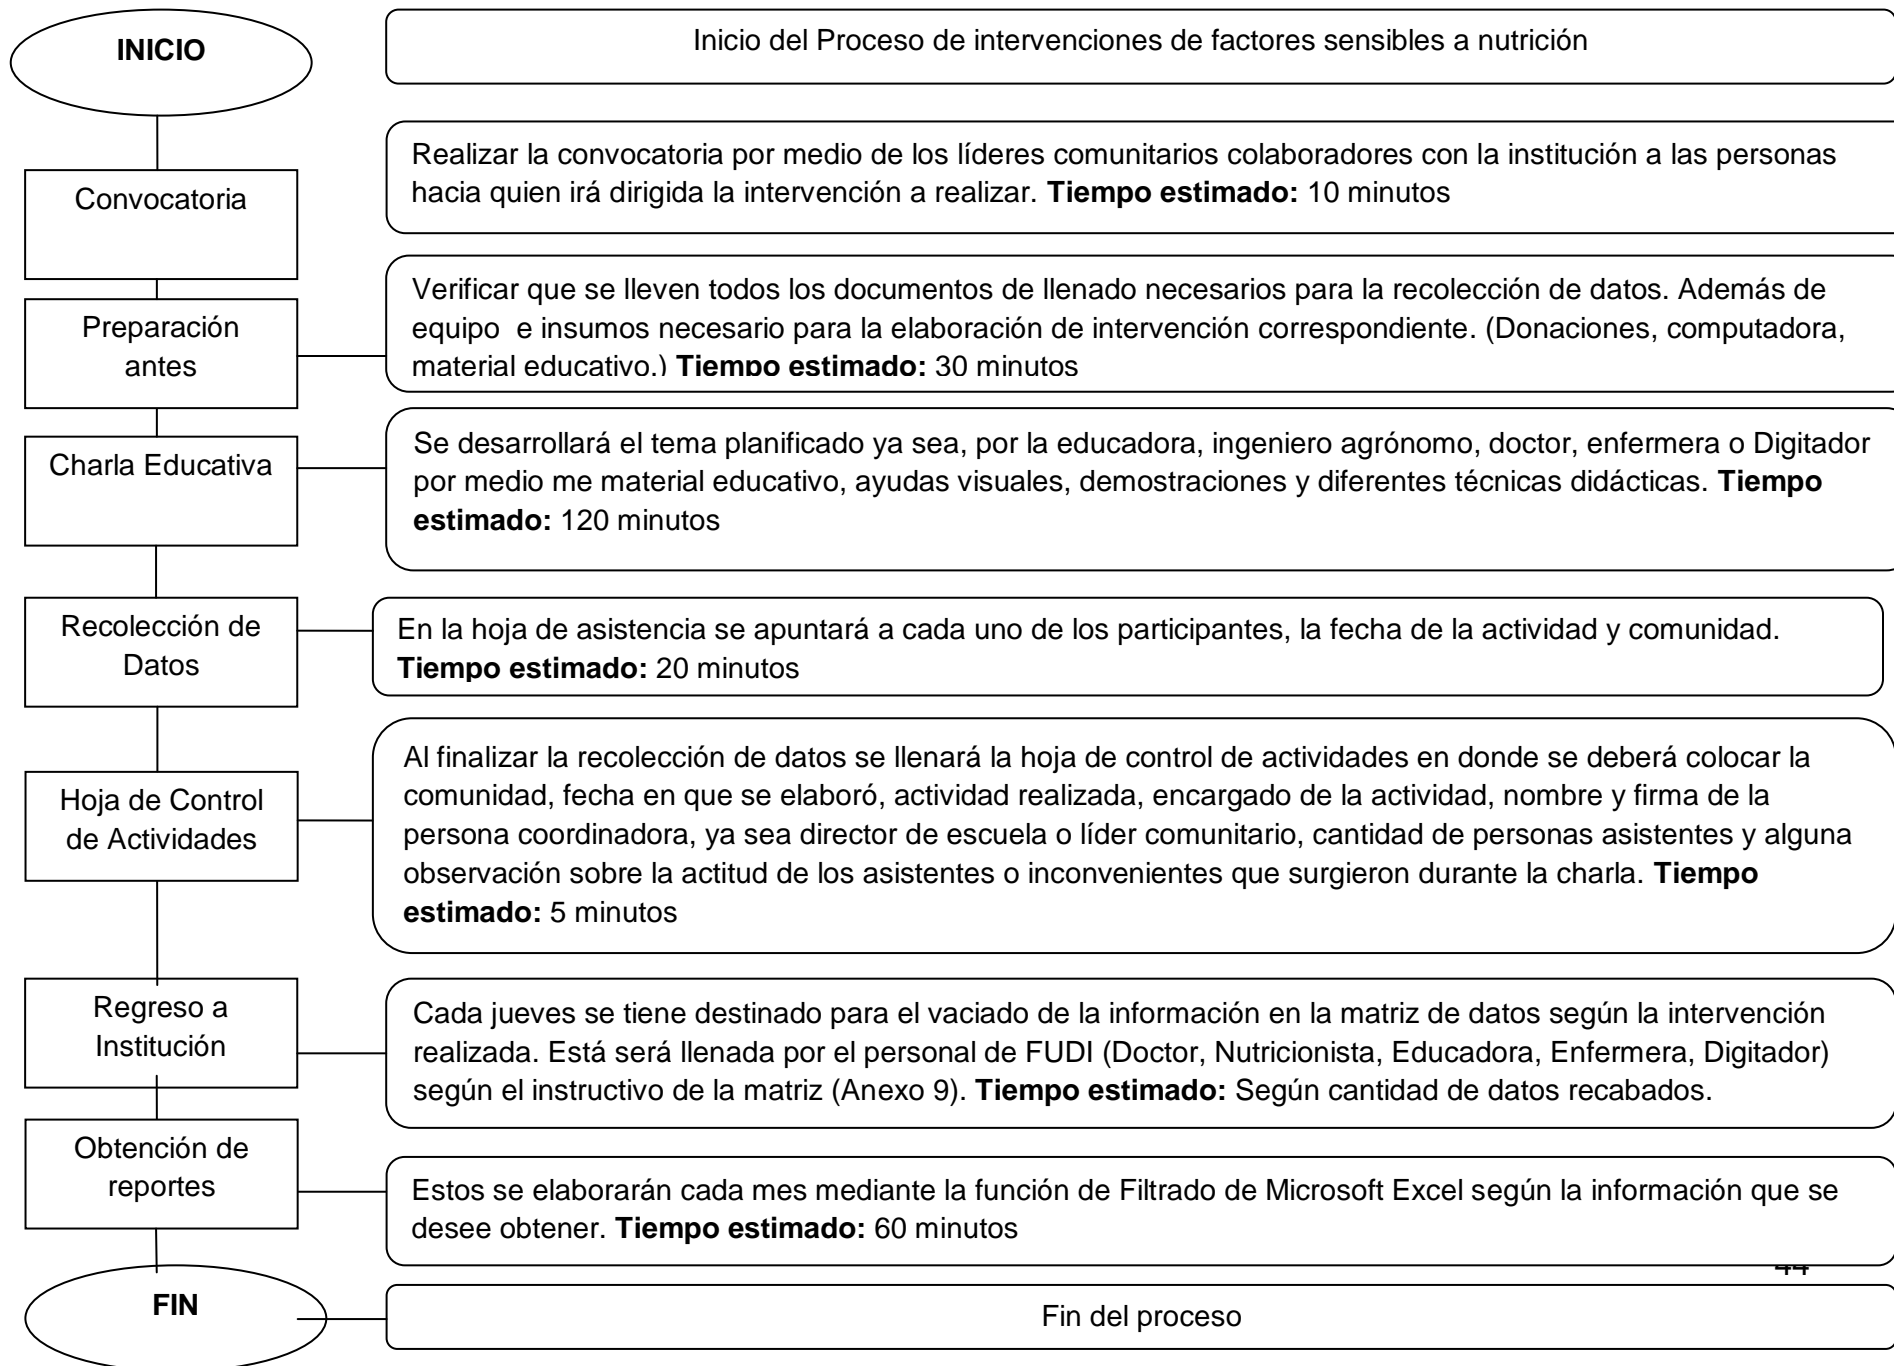 INICIO
Inicio del Proceso de intervenciones de factores sensibles a nutrición
Convocatoria
Realizar la convocatoria por medio de los líderes comunitarios colaboradores con la institución a las personas
hacia quien irá dirigida la intervención a realizar. Tiempo estimado: 10 minutos
Preparación
antes
Verificar que se lleven todos los documentos de llenado necesarios para la recolección de datos. Además de
equipo e insumos necesario para la elaboración de intervención correspondiente. (Donaciones, computadora,
material educativo.) Tiempo estimado: 30 minutos
Charla Educativa
Se desarrollará el tema planificado ya sea, por la educadora, ingeniero agrónomo, doctor, enfermera o Digitador
por medio me material educativo, ayudas visuales, demostraciones y diferentes técnicas didácticas. Tiempo
estimado: 120 minutos
Recolección de
Datos
En la hoja de asistencia se apuntará a cada uno de los participantes, la fecha de la actividad y comunidad.
Tiempo estimado: 20 minutos
Hoja de Control
de Actividades
Al finalizar la recolección de datos se llenará la hoja de control de actividades en donde se deberá colocar la
comunidad, fecha en que se elaboró, actividad realizada, encargado de la actividad, nombre y firma de la
persona coordinadora, ya sea director de escuela o líder comunitario, cantidad de personas asistentes y alguna
observación sobre la actitud de los asistentes o inconvenientes que surgieron durante la charla. Tiempo
estimado: 5 minutos
Regreso a
Institución
Cada jueves se tiene destinado para el vaciado de la información en la matriz de datos según la intervención
realizada. Está será llenada por el personal de FUDI (Doctor, Nutricionista, Educadora, Enfermera, Digitador)
según el instructivo de la matriz (Anexo 9). Tiempo estimado: Según cantidad de datos recabados.
Obtención de
reportes
Estos se elaborarán cada mes mediante la función de Filtrado de Microsoft Excel según la información que se
desee obtener. Tiempo estimado: 60 minutos
44
FIN
Fin del proceso